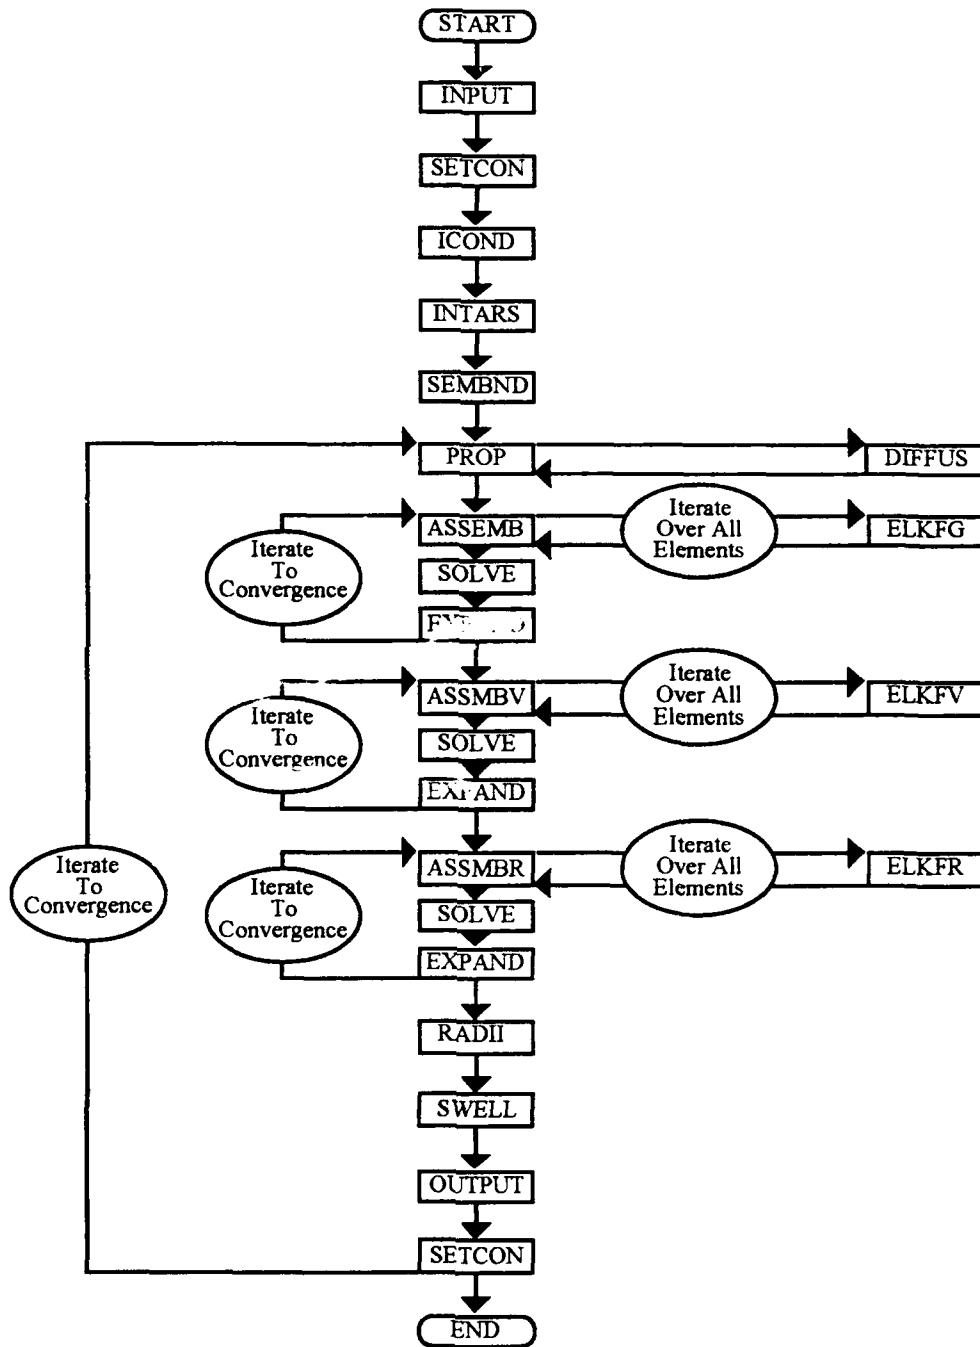 START
INPUT
SETCON
ICOND
INTARS
SEMBND
PROP
DIFFUS
ASSEMB
Iterate
Over All
Elements
ELKFG
Iterate
To
Convergence
SOLVE
ASSMBV
Iterate
Over All
Elements
ELKFV
Iterate
To
Convergence
SOLVE
EXPAND
ASSMBR
Iterate
Over All
Elements
ELKFR
Iterate
To
Convergence
Iterate
To
Convergence
SOLVE
EXPAND
RADII
SWELL
OUTPUT
SETCON
END